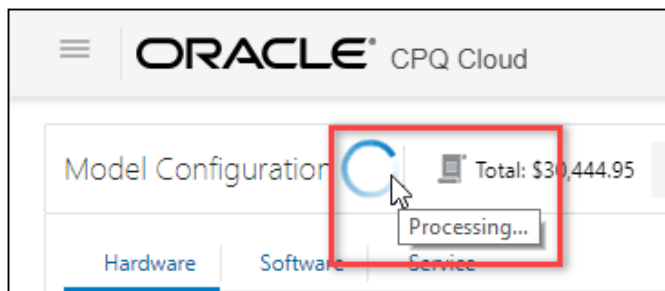 ORACLE® CPQ Cloud
Model Configuration Total: $30,444.95
Processing...
Hardware Software Service